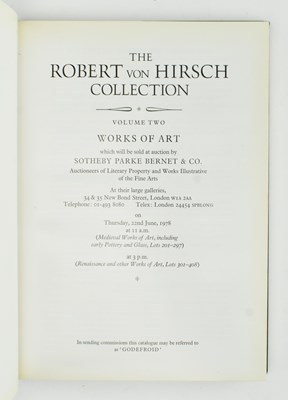 THE
ROBERT VON HIRSCH
COLLECTION
VOLUME TWO
WORKS OF ART
which will be sold at auction by
SOTHEBY PARKE BERNET & CO.
Auctioneers of Literary Property and Works Illustrative
of the Fine Arts
At their large galleries,
34 & 35 New Bond Street, London W1A 2AA
Telephone: 01-493 8080 Telex: London 24454 SPBLONG
on
Thursday, 22nd June, 1978
at 11 a.m.
(Medieval Works of Art, including
early Pottery and Glass, Lots 201-297)
at 3 p.m.
(Renaissance and other Works of Art, Lots 301-408)
In sending commissions this catalogue may be referred to
as 'GODEFROID'